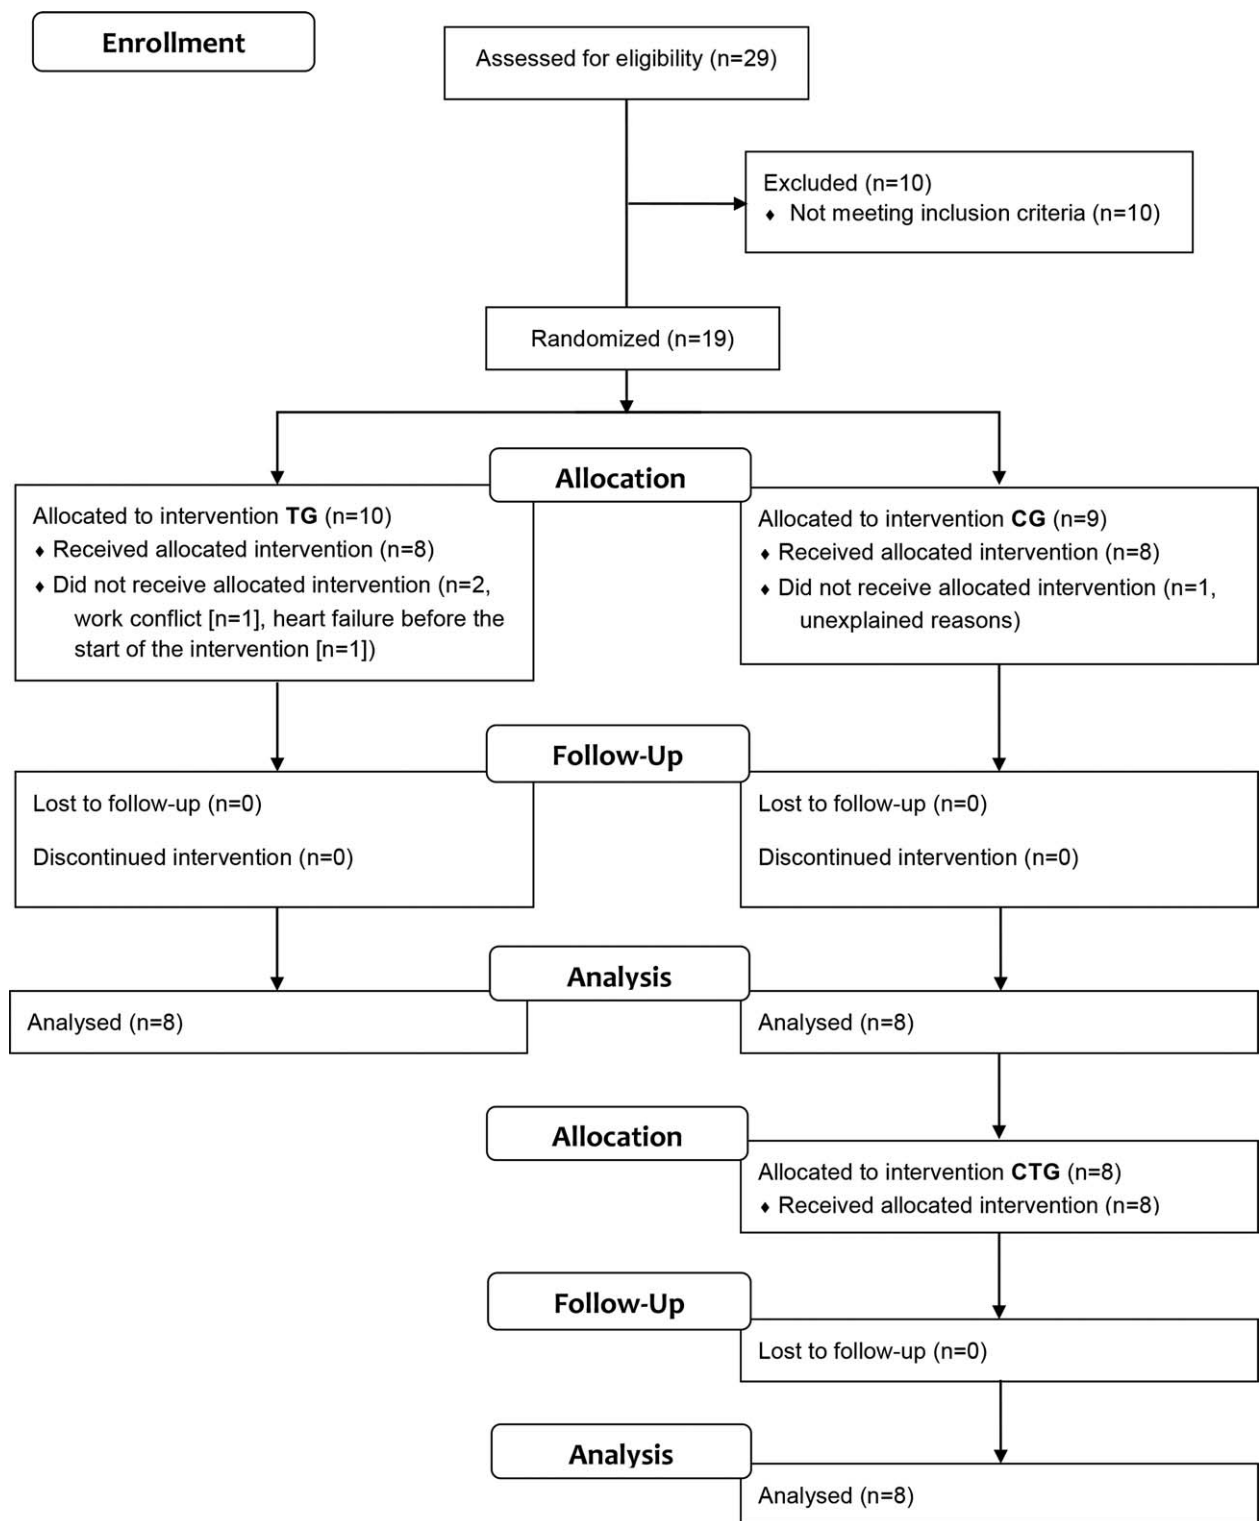 Enrollment
Assessed for eligibility (n=29)
Excluded (n=10)
♦ Not meeting inclusion criteria (n=10)
Randomized (n=19)
Allocation
Allocated to intervention TG (n=10)
♦ Received allocated intervention (n=8)
♦ Did not receive allocated intervention (n=2,
work conflict [n=1], heart failure before the
start of the intervention [n=1])
Allocated to intervention CG (n=9)
♦ Received allocated intervention (n=8)
♦ Did not receive allocated intervention (n=1,
unexplained reasons)
Follow-Up
Lost to follow-up (n=0)
Discontinued intervention (n=0)
Lost to follow-up (n=0)
Discontinued intervention (n=0)
Analysis
Analysed (n=8)
Analysed (n=8)
Allocation
Allocated to intervention CTG (n=8)
♦ Received allocated intervention (n=8)
Follow-Up
Lost to follow-up (n=0)
Analysis
Analysed (n=8)